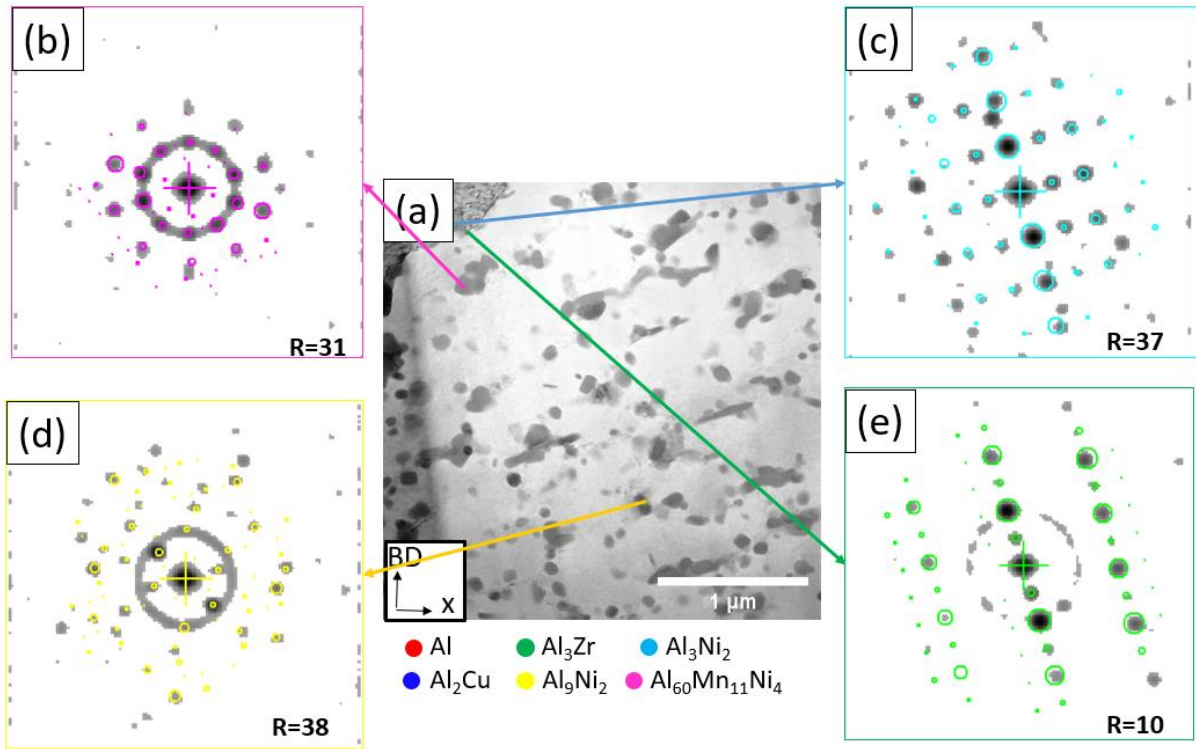 (b)
R=31
(c)
R=37
(a)
BD
x
1 µm
(d)
R=38
(e)
R=10
Al
Al₃Zr
Al₃Ni₂
Al₂Cu
Al₉Ni₂
Al₆₀Mn₁₁Ni₄